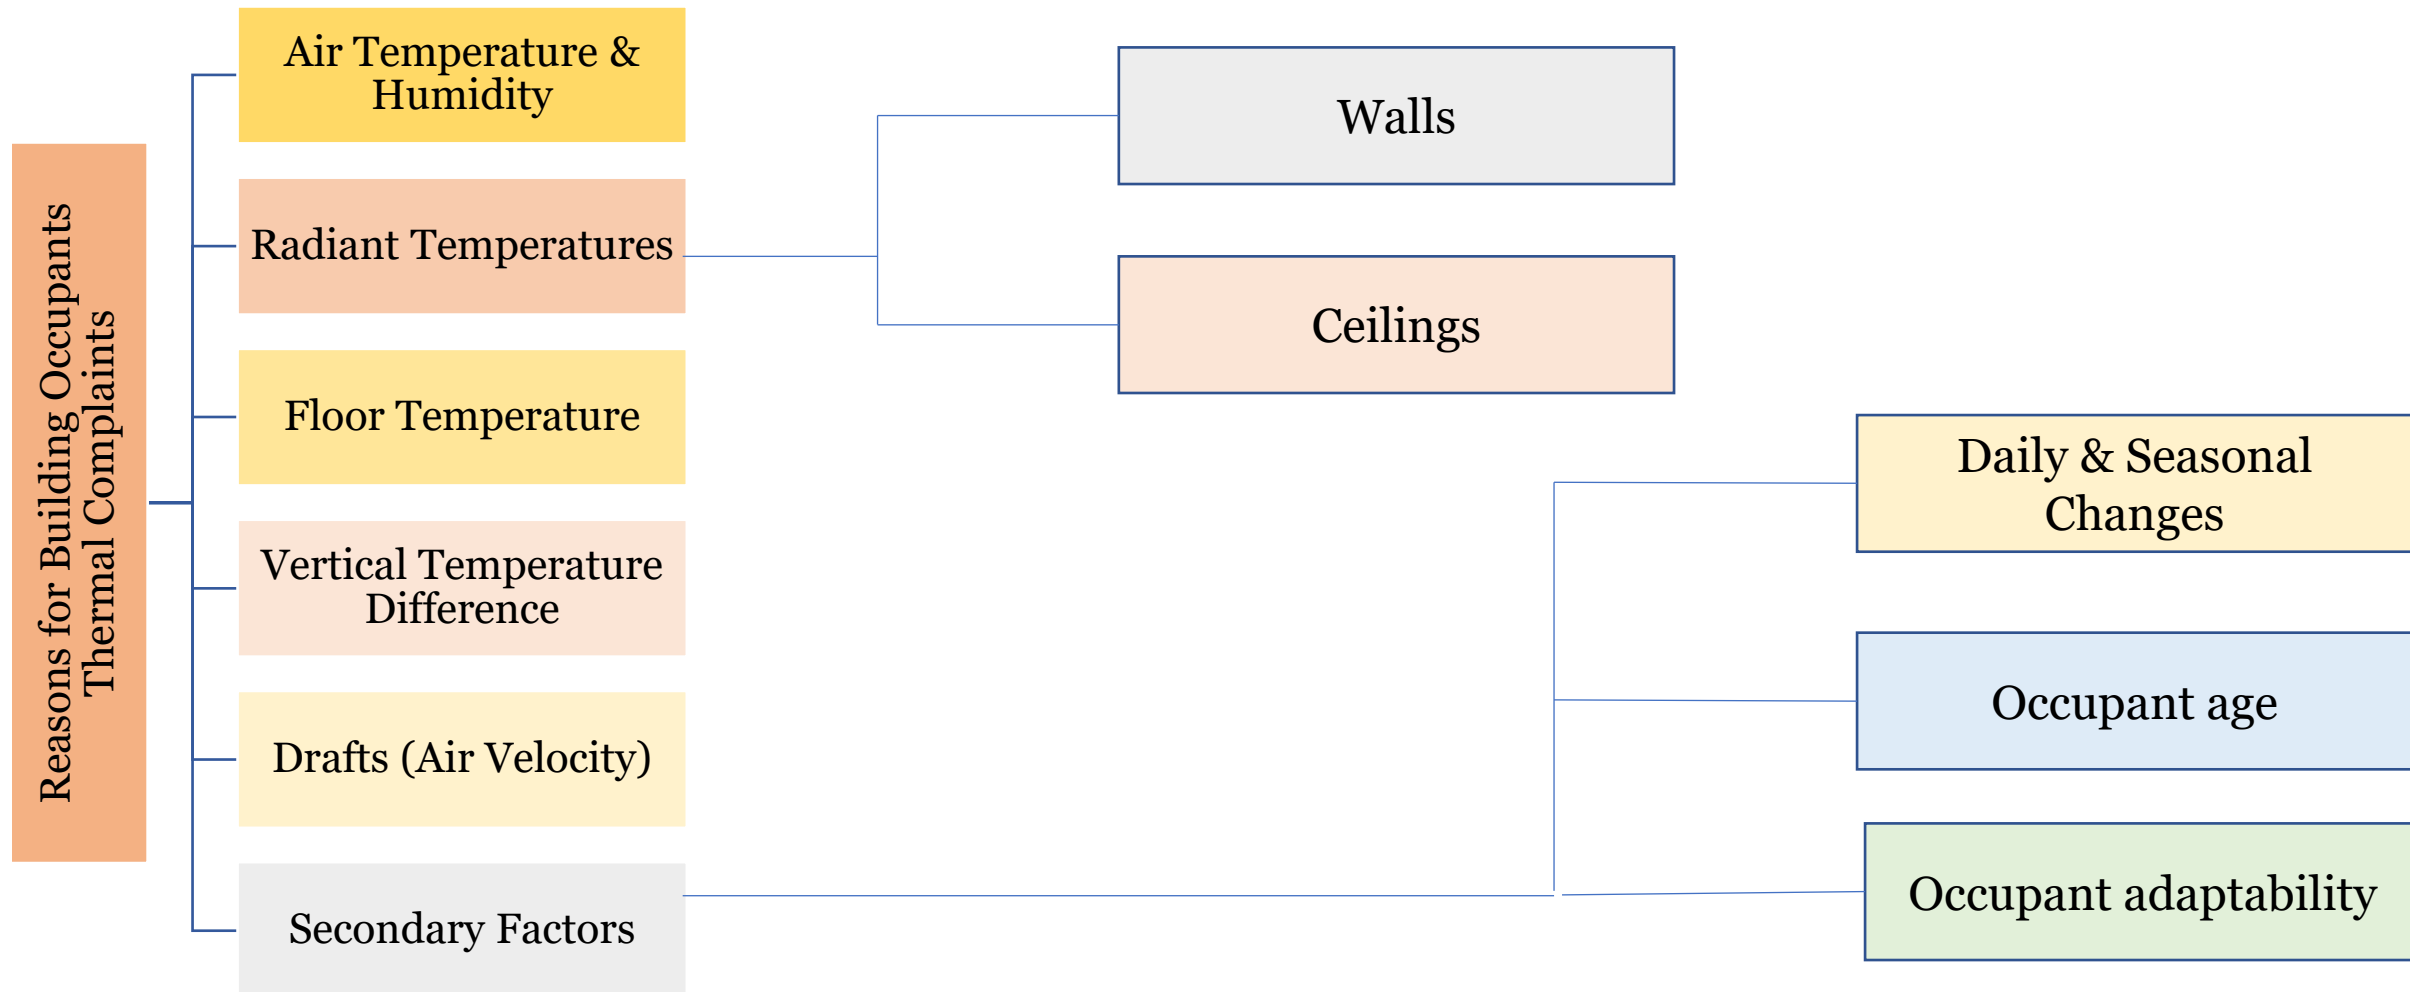 Reasons for Building Occupants
Thermal Complaints
Air Temperature &
Humidity
Radiant Temperatures
Floor Temperature
Vertical Temperature
Difference
Drafts (Air Velocity)
Secondary Factors
Walls
Ceilings
Daily & Seasonal
Changes
Occupant age
Occupant adaptability